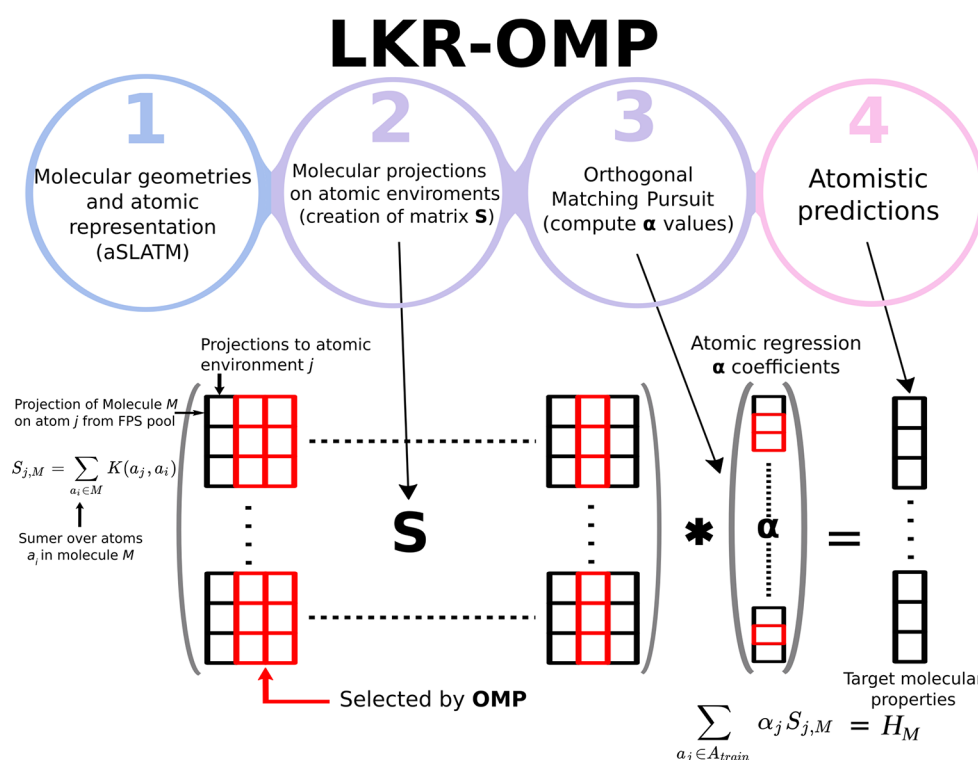 LKR-OMP
1
Molecular geometries
and atomic
representation
(aSLATM)
2
Molecular projections
on atomic enviroments
(creation of matrix S)
3
Orthogonal
Matching Pursuit
(compute α values)
4
Atomistic
predictions
Projections to atomic
environment j
Projection of Molecule M
on atom j from FPS pool
S_{j,M} = ∑_{a_i∈M} K(a_j, a_i)
Sumer over atoms
a_i in molecule M
S
*
Atomic regression
α coefficients
α
=
Selected by OMP
Target molecular
properties
∑_{a_j∈A_{train}} α_j S_{j,M} = H_M